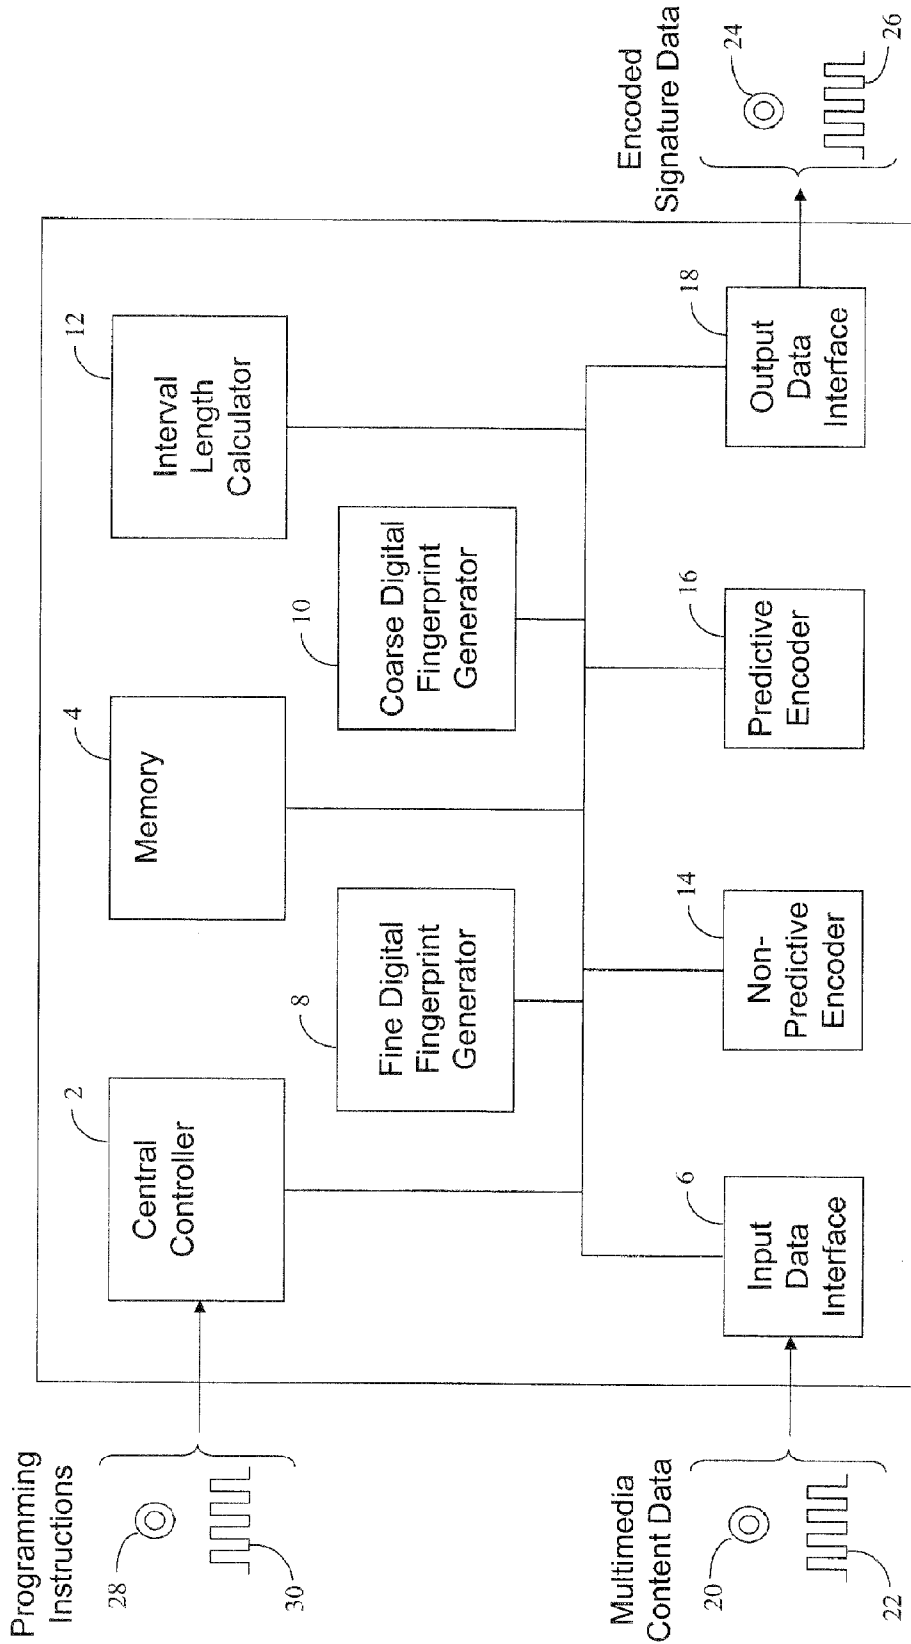 Programming
Instructions
28
30
2
Central
Controller
4
Memory
12
Interval
Length
Calculator
8
Fine Digital
Fingerprint
Generator
10
Coarse Digital
Fingerprint
Generator
Multimedia
Content Data
20
22
6
Input
Data
Interface
14
Non-
Predictive
Encoder
16
Predictive
Encoder
18
Output
Data
Interface
Encoded
Signature Data
24
26